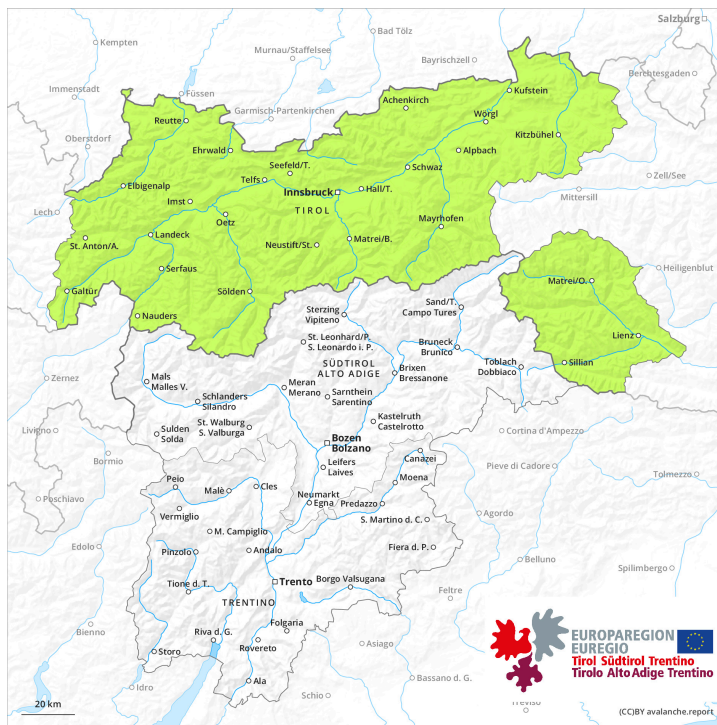 Salzburg
Kempten
Bad Tölz
Murnau/Staffelsee
Bayrischzell
Berchtesgaden
Immenstadt
Füssen
Garmisch-Partenkirchen
Achenkirch
Kufstein
Reutte
Wörgl
Oberstdorf
Ehrwald
Kitzbühel
Alpbach
Seefeld/T.
Schwaz
Telfs
Zell/See
Elbigenalp
Innsbruck
Hall/T.
Mittersill
Imst
TIROL
Lech
Oetz
Mayrhofen
Landeck
St. Anton/A.
Neustift/St.
Matrei/B.
Serfaus
Heiligenblut
Galtür
Sölden
Matrei/O.
Nauders
Sterzing
Vipiteno
Sand/T.
Campo Tures
Lienz
St. Leonhard/P.
S. Leonardo i. P.
Bruneck
Brunico
Toblach
Dobbiaco
Sillian
SÜDTIROL
ALTO ADIGE
Brixen
Bressanone
Zernez
Mals
Malles V.
Meran
Merano
Schlanders
Silandro
Sarnthein
Sarentino
Kastelruth
Castelrotto
St. Walburg
S. Valburga
Livigno
Sulden
Solda
Bozen
Bolzano
Cortina d'Ampezzo
Bormio
Canazei
Leifers
Laives
Pieve di Cadore
Tolmezzo
Peio
Malè
Cles
Moena
Poschiavo
Neumarkt
Egna
Predazzo
Vermiglio
Agordo
M. Campiglio
S. Martino d. C.
Edolo
Pinzolo
Andalo
Fiera d. P.
Belluno
Spilimbergo
Trento
Borgo Valsugana
Tione d. T.
Feltre
TRENTINO
Folgaria
Bienno
Riva d. G.
Rovereto
Asiago
Storo
Ala
Bassano d. G.
Idro
Schio
Treviso
EUROPAREGION
EUREGIO
Tirol Südtirol Trentino
Tirolo Alto Adige Trentino
20 km
(CC)BY avalanche.report